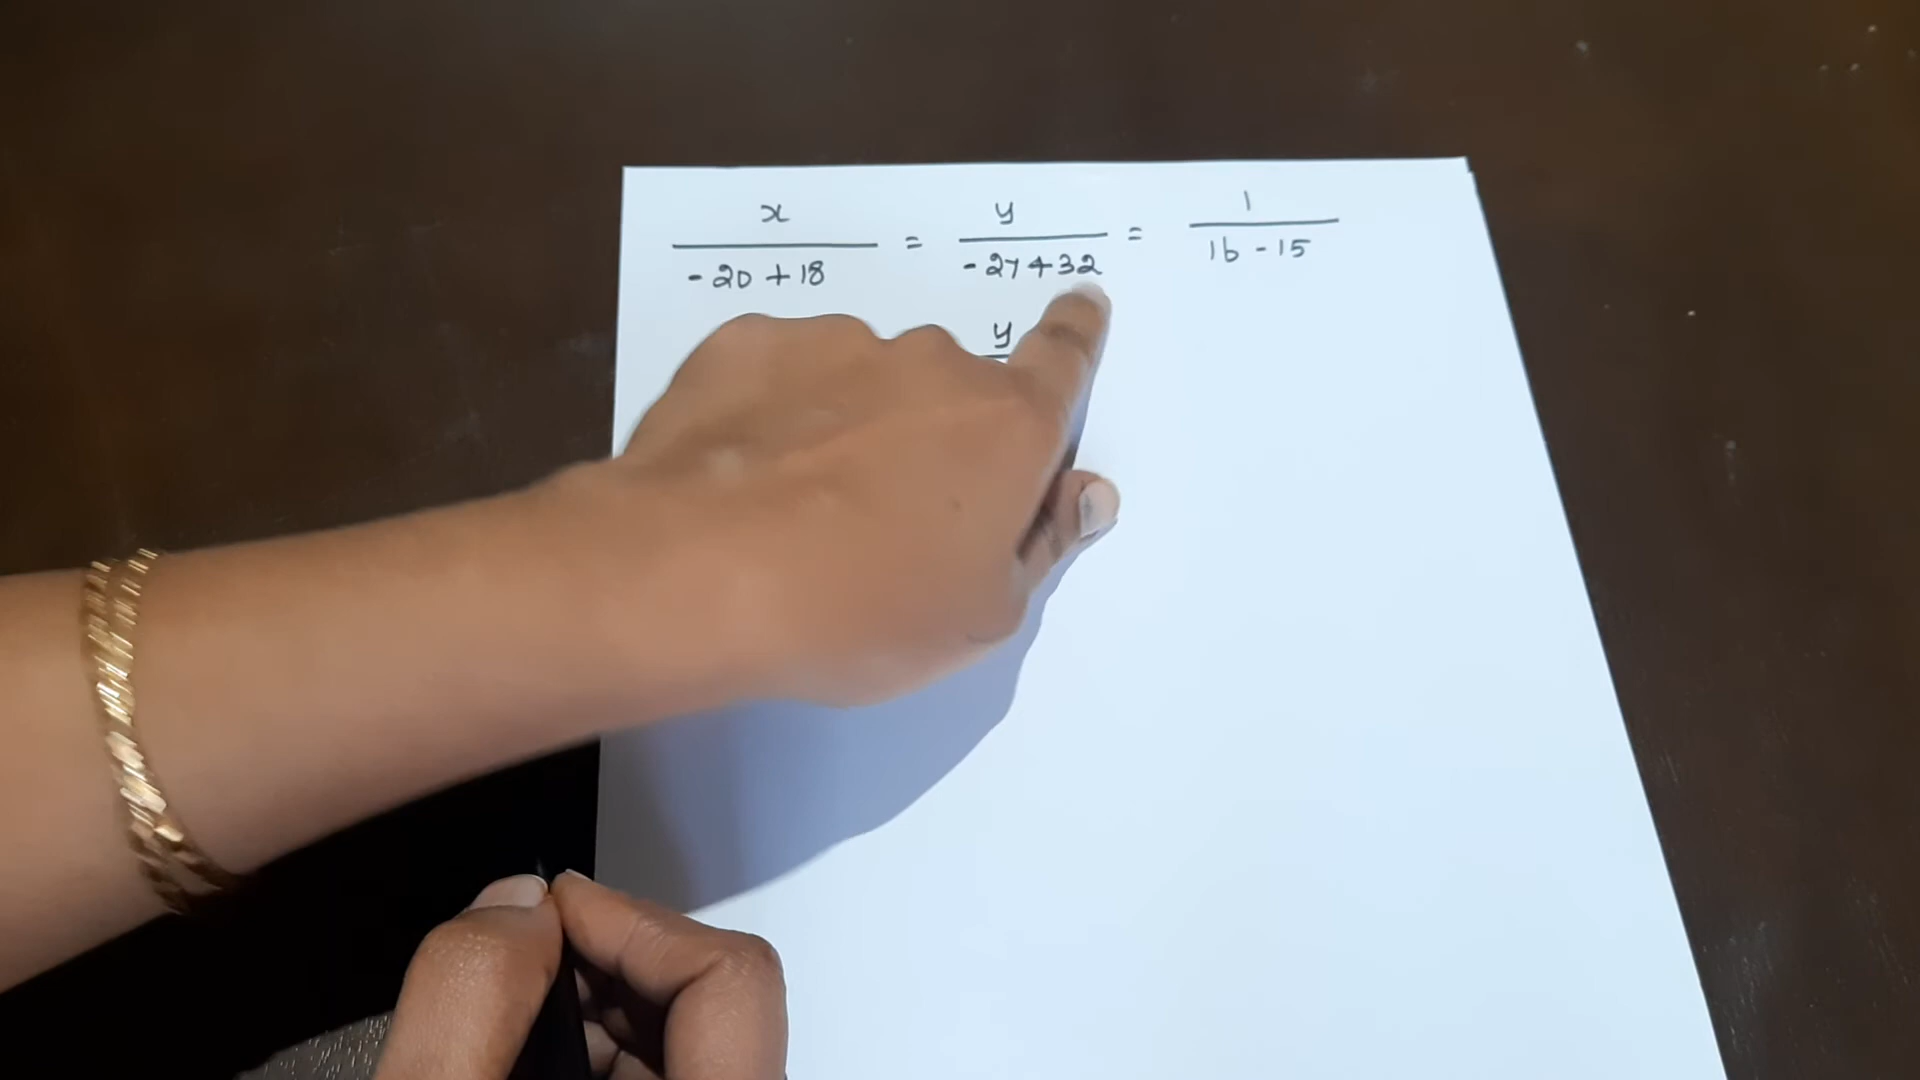 x / -20 + 18 = y / -27 + 32 = 1 / 16 - 15
y